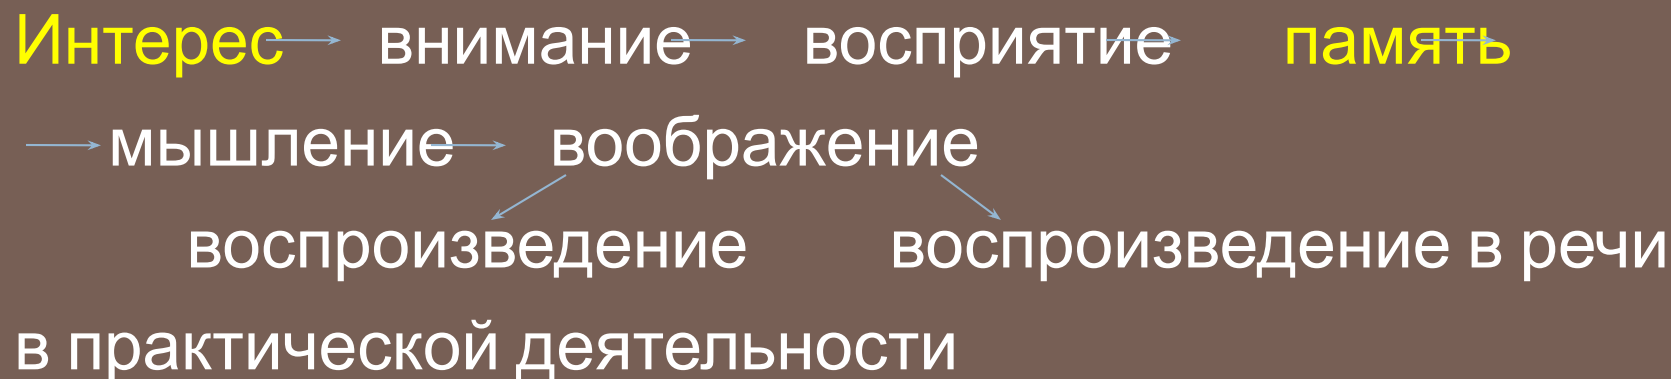 Интерес внимание восприятие память
мышление воображение
воспроизведение воспроизведение в речи
в практической деятельности